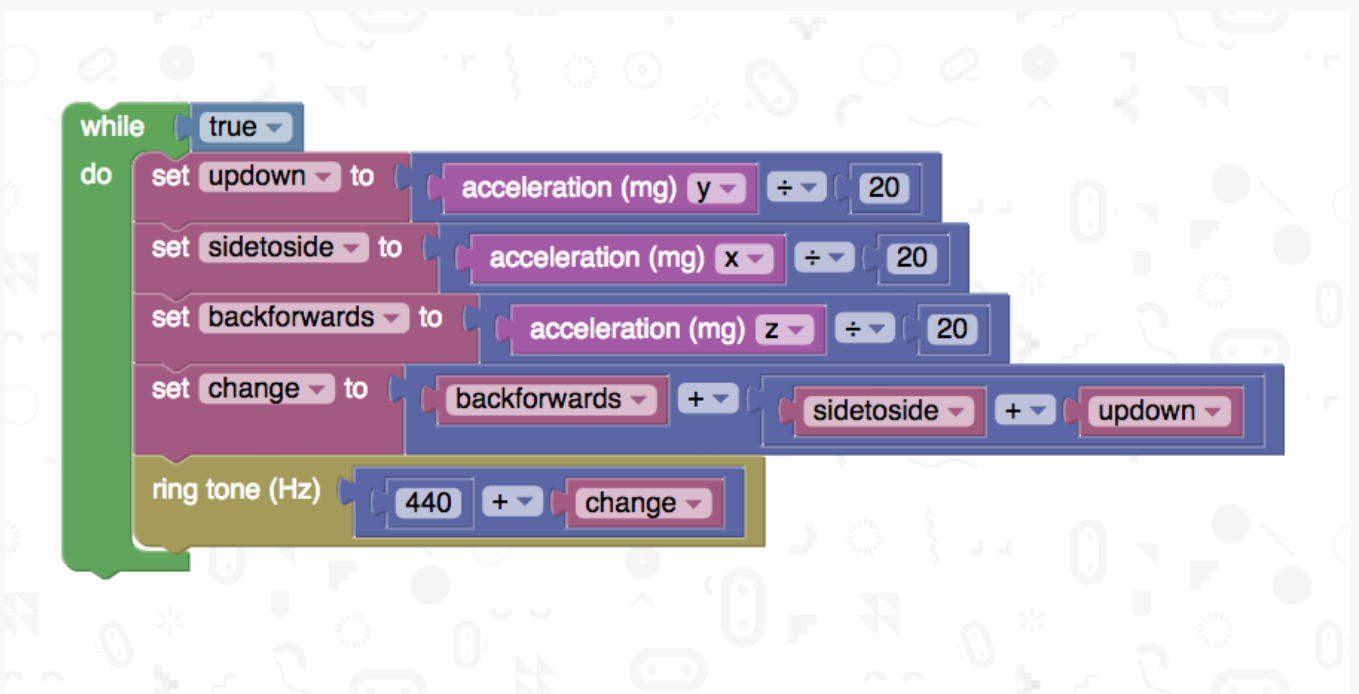 while true
do set updown to acceleration (mg) y ÷ 20
set sidetoside to acceleration (mg) x ÷ 20
set backforwards to acceleration (mg) z ÷ 20
set change to backforwards + sidetoside + updown
ring tone (Hz) 440 + change